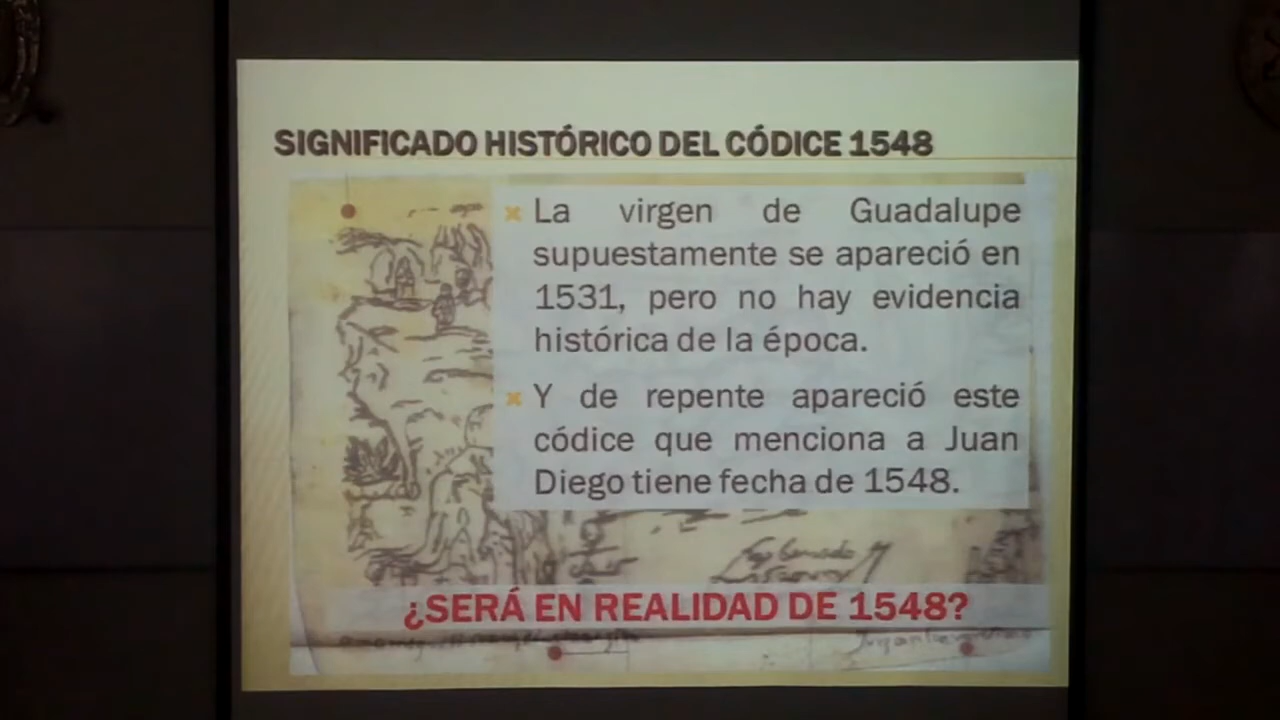 SIGNIFICADO HISTÓRICO DEL CÓDICE 1548
La virgen de Guadalupe
supuestamente se apareció en
1531, pero no hay evidencia
histórica de la época.
Y de repente apareció este
códice que menciona a Juan
Diego tiene fecha de 1548.
¿SERÁ EN REALIDAD DE 1548?